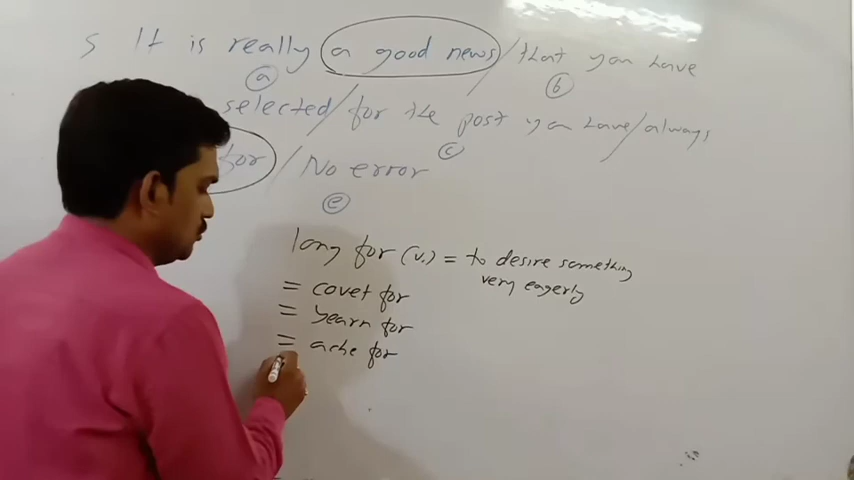 S It is really a good news / that you have
a b
selected / for the post you have / always
c
for / No error
e
long for (v.) = to desire something
very eagerly
= covet for
= yearn for
= ache for
=